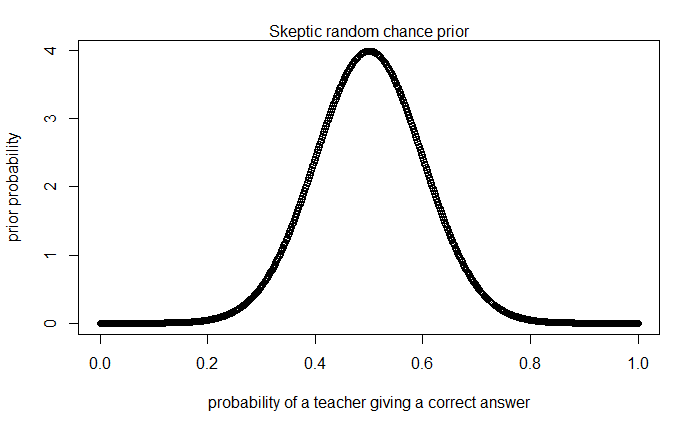 Skeptic random chance prior
4
3
2
1
0
prior probability
0.0 0.2 0.4 0.6 0.8 1.0
probability of a teacher giving a correct answer